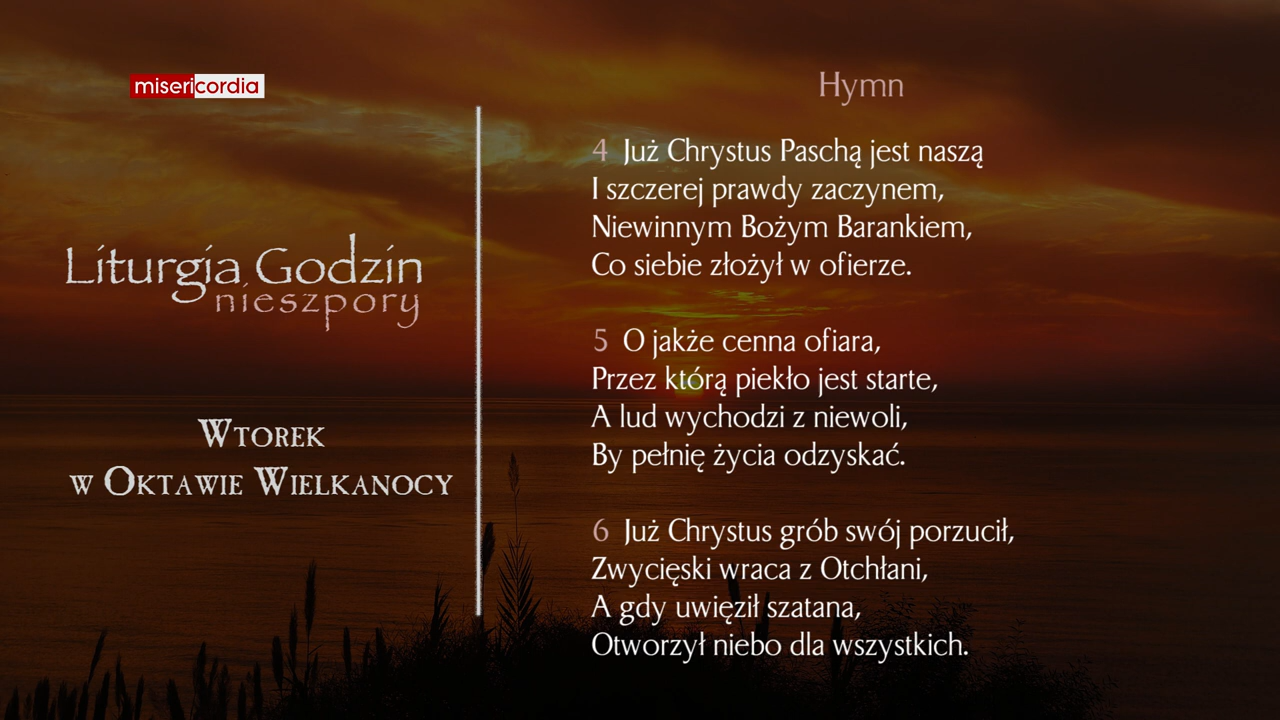 misericordia
Liturgia Godzin
nieszpory
Wtorek
w Oktawie Wielkanocy
Hymn
4 Już Chrystus Paschą jest naszą
I szczerej prawdy zaczynem,
Niewinnym Bożym Barankiem,
Co siebie złożył w ofierze.
5 O jakże cenna ofiara,
Przez którą piekło jest starte,
A lud wychodzi z niewoli,
By pełnię życia odzyskać.
6 Już Chrystus grób swój porzucił,
Zwycięski wraca z Otchłani,
A gdy uwięził szatana,
Otworzył niebo dla wszystkich.